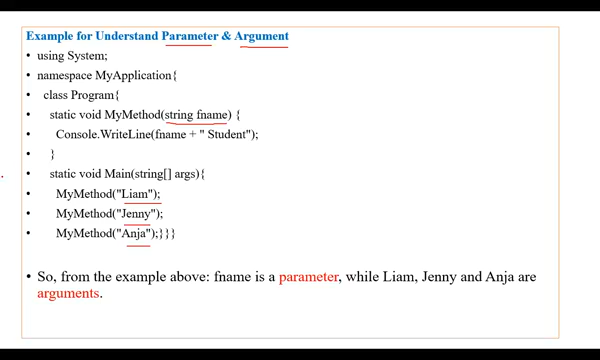 Example for Understand Parameter & Argument
• using System;
• namespace MyApplication{
• class Program{
• static void MyMethod(string fname) {
• Console.WriteLine(fname + " Student");
• }
• static void Main(string[] args){
• MyMethod("Liam");
• MyMethod("Jenny");
• MyMethod("Anja");}}}
• So, from the example above: fname is a parameter, while Liam, Jenny and Anja are
arguments.